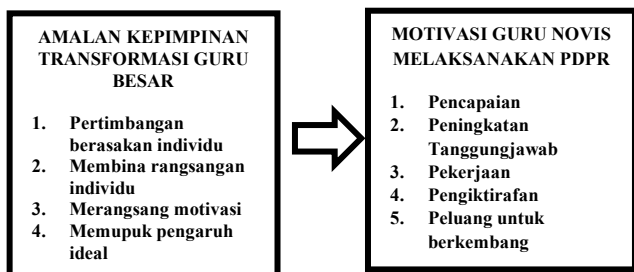 AMALAN KEPIMPINAN
TRANSFORMASI GURU
BESAR
1. Pertimbangan
berasakan individu
2. Membina rangsangan
individu
3. Merangsang motivasi
4. Memupuk pengaruh
ideal
MOTIVASI GURU NOVIS
MELAKSANAKAN PDPR
1. Pencapaian
2. Peningkatan
Tanggungjawab
3. Pekerjaan
4. Pengiktirafan
5. Peluang untuk
berkembang